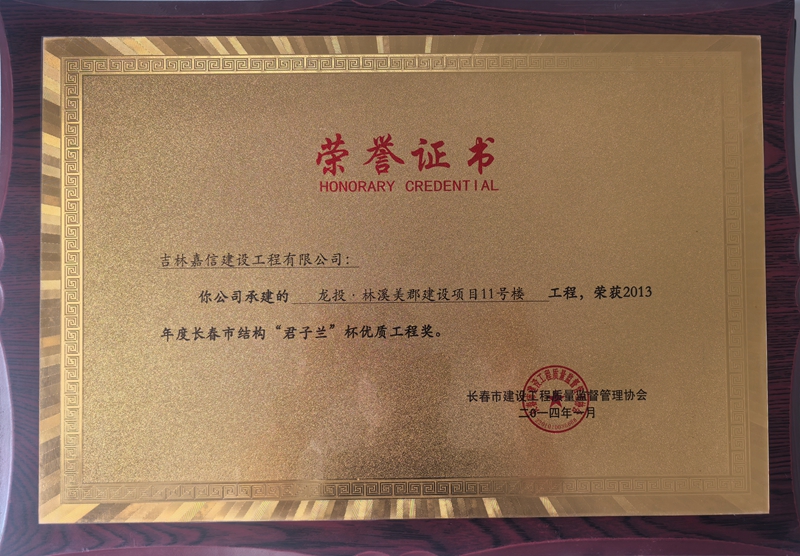 荣誉证书
HONORARY CREDENTIAL
吉林嘉信建设工程有限公司：
你公司承建的 龙投·林溪美郡建设项目11号楼 工程，荣获2013
年度长春市结构“君子兰”杯优质工程奖。
长春市建设工程质量监督管理协会
二0一四年一月